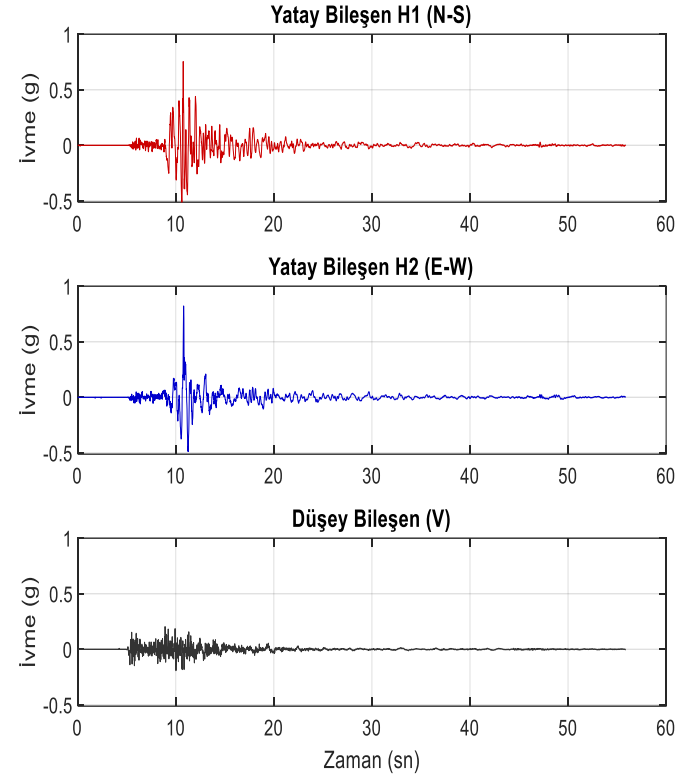 Yatay Bileşen H1 (N-S)
1
0.5
0
-0.5
İvme (g)
0 10 20 30 40 50 60
Yatay Bileşen H2 (E-W)
1
0.5
0
-0.5
İvme (g)
0 10 20 30 40 50 60
Düşey Bileşen (V)
1
0.5
0
-0.5
İvme (g)
0 10 20 30 40 50 60
Zaman (sn)